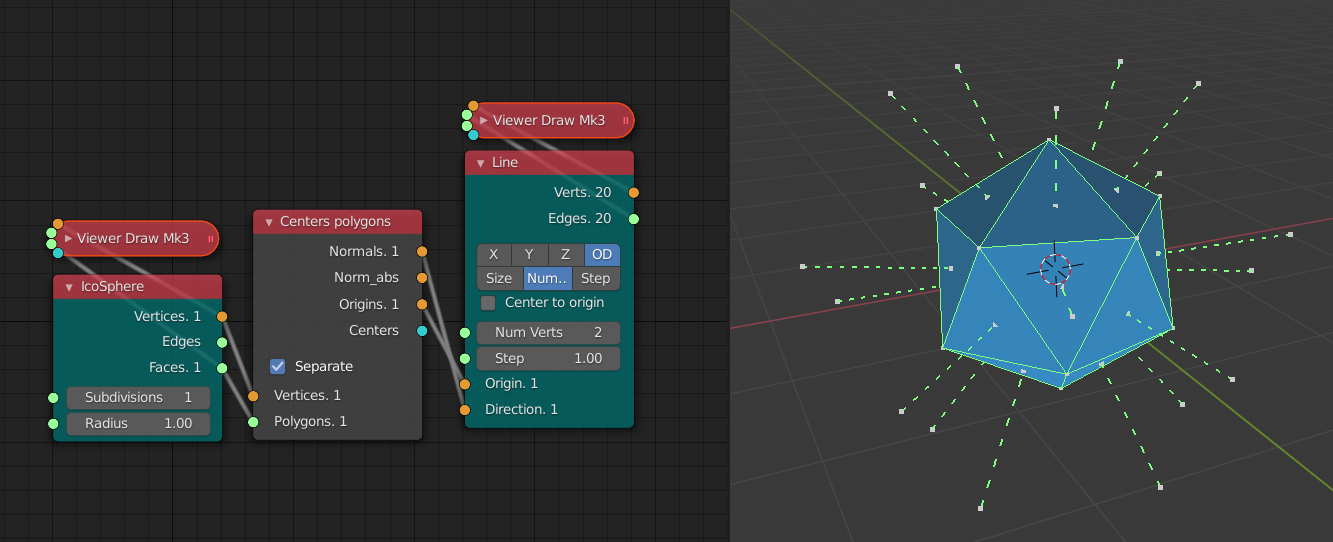 Viewer Draw Mk3
IcoSphere
Vertices. 1
Edges
Faces. 1
Subdivisions 1
Radius 1.00
Centers polygons
Normals. 1
Norm_abs
Origins. 1
Centers
Separate
Vertices. 1
Polygons. 1
Viewer Draw Mk3
Line
Verts. 20
Edges. 20
X Y Z OD
Size Num.. Step
Center to origin
Num Verts 2
Step 1.00
Origin. 1
Direction. 1